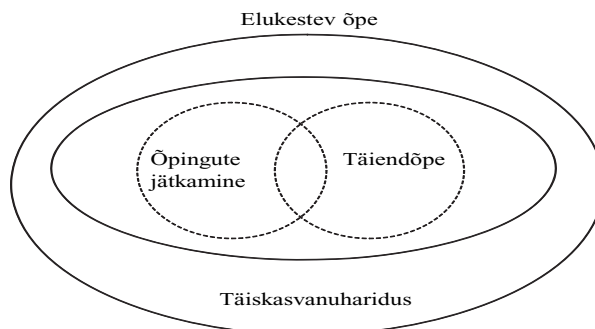 Elukestev õpe
Õpingute
jätkamine
Täiendõpe
Täiskasvanuharidus